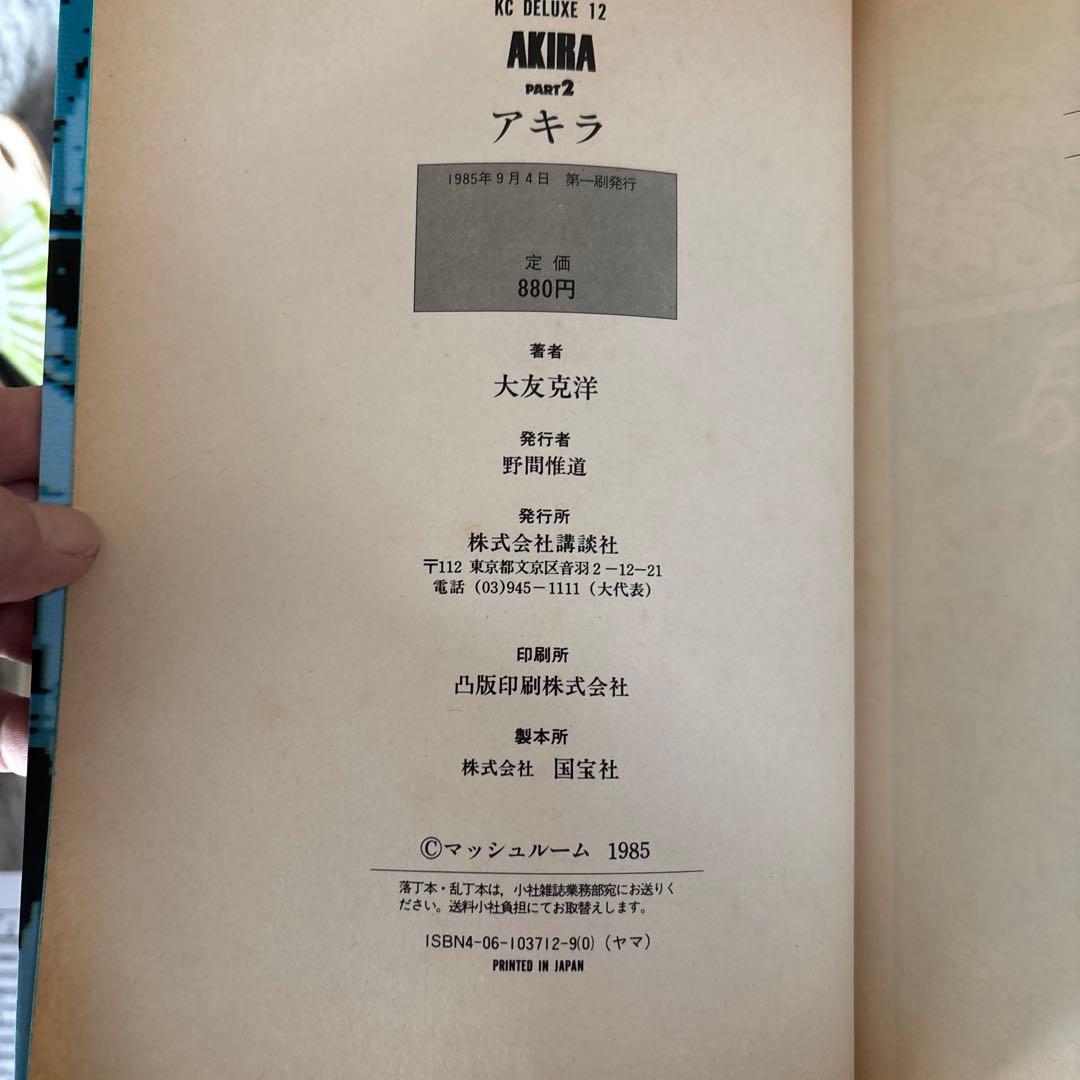 KC DELUXE 12
AKIRA
PART2
アキラ
1985年9月4日 第一刷発行
定価
880円
著者
大友克洋
発行者
野間惟道
発行所
株式会社講談社
〒112 東京都文京区音羽2-12-21
電話 (03)945-1111(大代表)
印刷所
凸版印刷株式会社
製本所
株式会社 国宝社
©マッシュルーム 1985
落丁本・乱丁本は,小社雑誌業務部宛にお送りく
ださい。送料小社負担にてお取替えします。
ISBN4-06-103712-9(0)(ヤマ)
PRINTED IN JAPAN